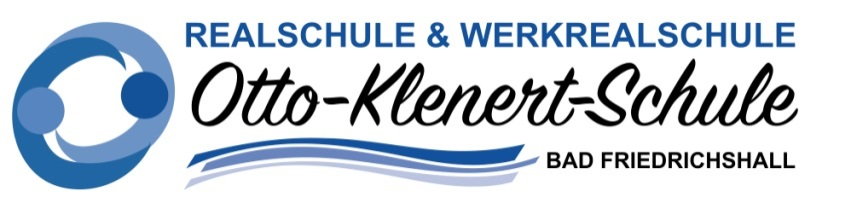 REALSCHULE & WERKREALSCHULE
Otto-Klenert-Schule
BAD FRIEDRICHSHALL